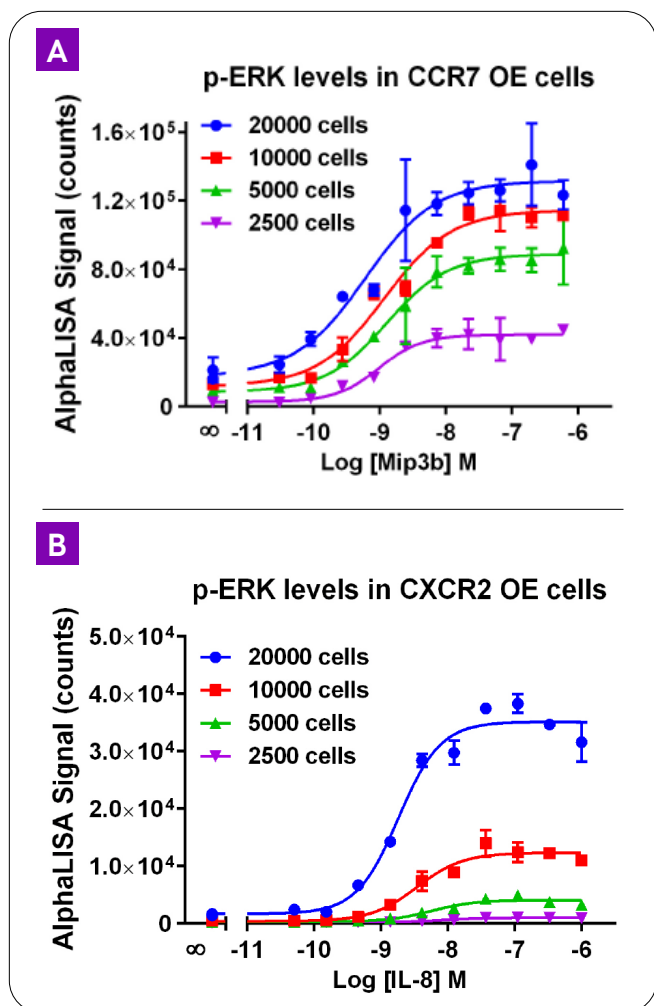 A
p-ERK levels in CCR7 OE cells
AlphaLISA Signal (counts)
1.6×10⁵
1.2×10⁵
8.0×10⁴
4.0×10⁴
0
20000 cells
10000 cells
5000 cells
2500 cells
∞ -11 -10 -9 -8 -7 -6
Log [Mip3b] M
B
p-ERK levels in CXCR2 OE cells
AlphaLISA Signal (counts)
5.0×10⁴
4.0×10⁴
3.0×10⁴
2.0×10⁴
1.0×10⁴
0
20000 cells
10000 cells
5000 cells
2500 cells
∞ -11 -10 -9 -8 -7 -6
Log [IL-8] M